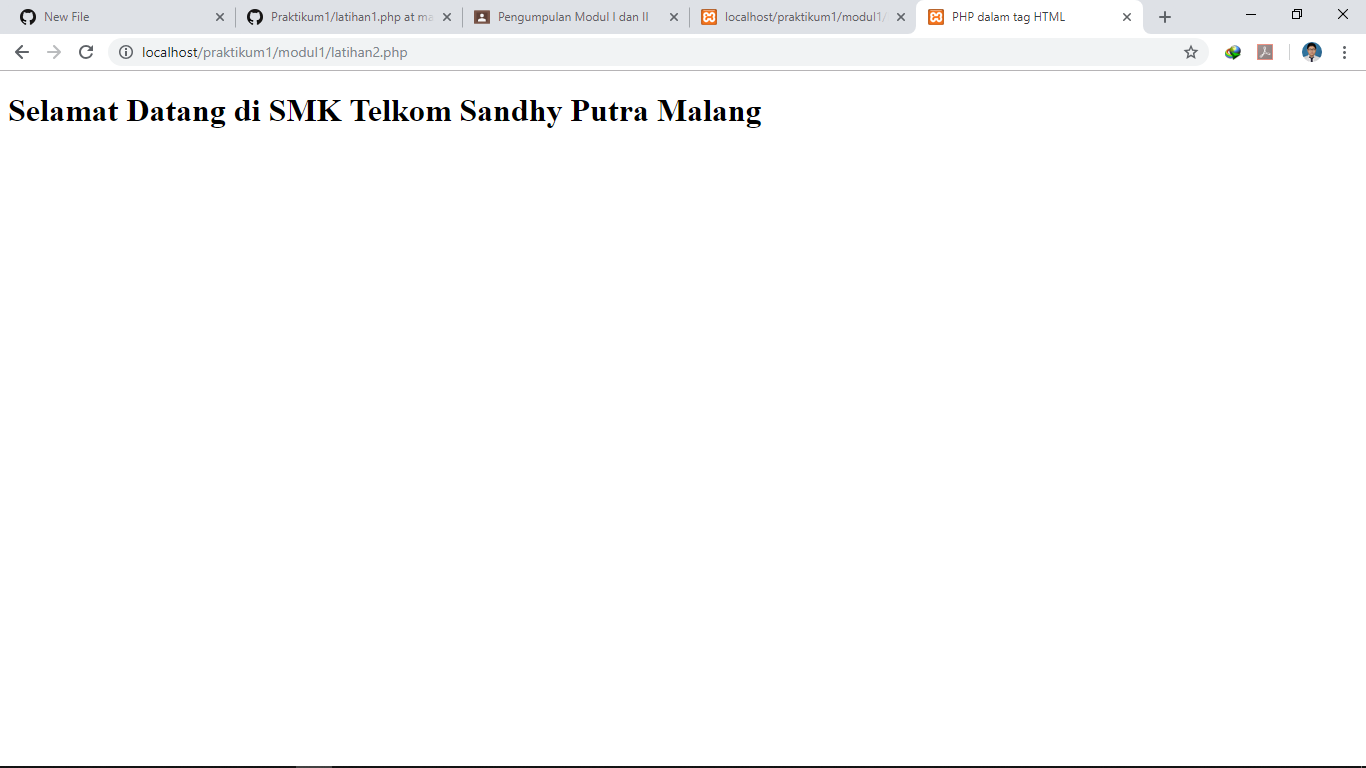 New File
Praktikum1/latihan1.php at ma
Pengumpulan Modul I dan II
localhost/praktikum1/modul1/
PHP dalam tag HTML
localhost/praktikum1/modul1/latihan2.php
Selamat Datang di SMK Telkom Sandhy Putra Malang